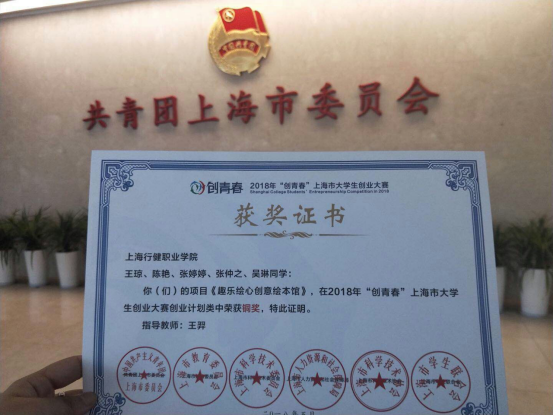 共青团上海市委员会
创青春 2018年“创青春”上海市大学生创业大赛
Shanghai College Students' Entrepreneurship Competition in 2018
获奖证书
上海行健职业学院
王琼、陈艳、张婷婷、张仲之、吴琳同学：
你（们）的项目《趣乐绘心创意绘本馆》，在2018年“创青春”上海市大学
生创业大赛创业计划类中荣获铜奖，特此证明。
指导教师：王羿